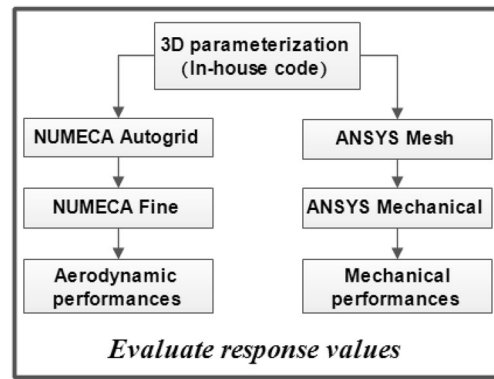 3D parameterization
(In-house code)
NUMECA Autogrid
ANSYS Mesh
NUMECA Fine
ANSYS Mechanical
Aerodynamic
performances
Mechanical
performances
Evaluate response values